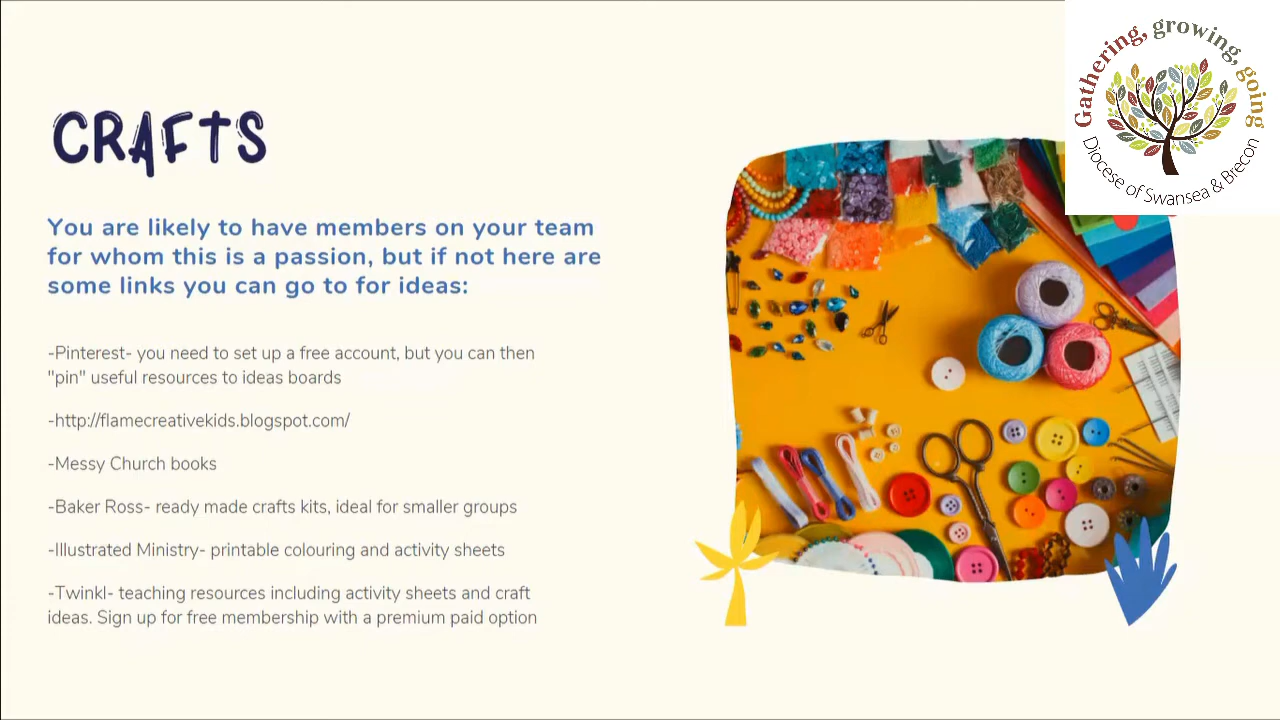 CRAFTS
You are likely to have members on your team
for whom this is a passion, but if not here are
some links you can go to for ideas:
-Pinterest- you need to set up a free account, but you can then
"pin" useful resources to ideas boards
-http://flamecreativekids.blogspot.com/
-Messy Church books
-Baker Ross- ready made crafts kits, ideal for smaller groups
-Illustrated Ministry- printable colouring and activity sheets
-Twinkl- teaching resources including activity sheets and craft
ideas. Sign up for free membership with a premium paid option
Gathering, growing, going
Diocese of Swansea & Brecon